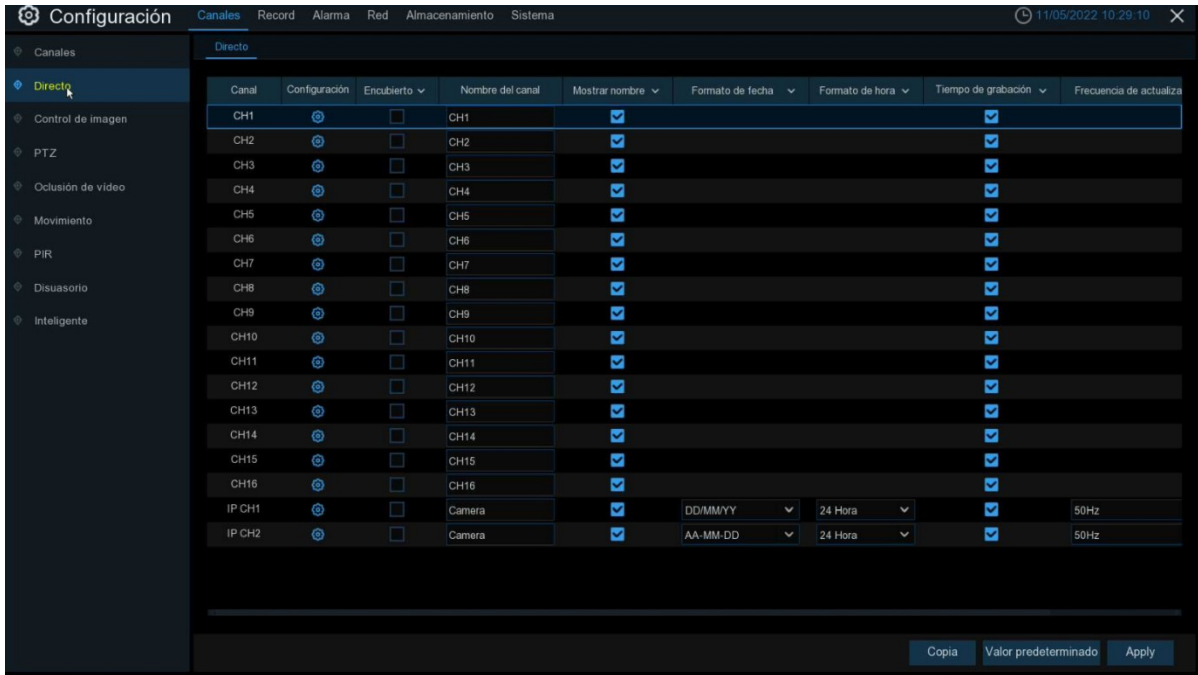 Configuración Canales Record Alarma Red Almacenamiento Sistema 11/05/2022 10:29:10
Canales
Directo
Control de imagen
PTZ
Oclusión de vídeo
Movimiento
PIR
Disuasorio
Inteligente
Directo
Canal Configuración Encubierto Nombre del canal Mostrar nombre Formato de fecha Formato de hora Tiempo de grabación Frecuencia de actualiza
CH1 CH1
CH2 CH2
CH3 CH3
CH4 CH4
CH5 CH5
CH6 CH6
CH7 CH7
CH8 CH8
CH9 CH9
CH10 CH10
CH11 CH11
CH12 CH12
CH13 CH13
CH14 CH14
CH15 CH15
CH16 CH16
IP CH1 Camera DD/MM/YY 24 Hora 50Hz
IP CH2 Camera AA-MM-DD 24 Hora 50Hz
Copia Valor predeterminado Apply